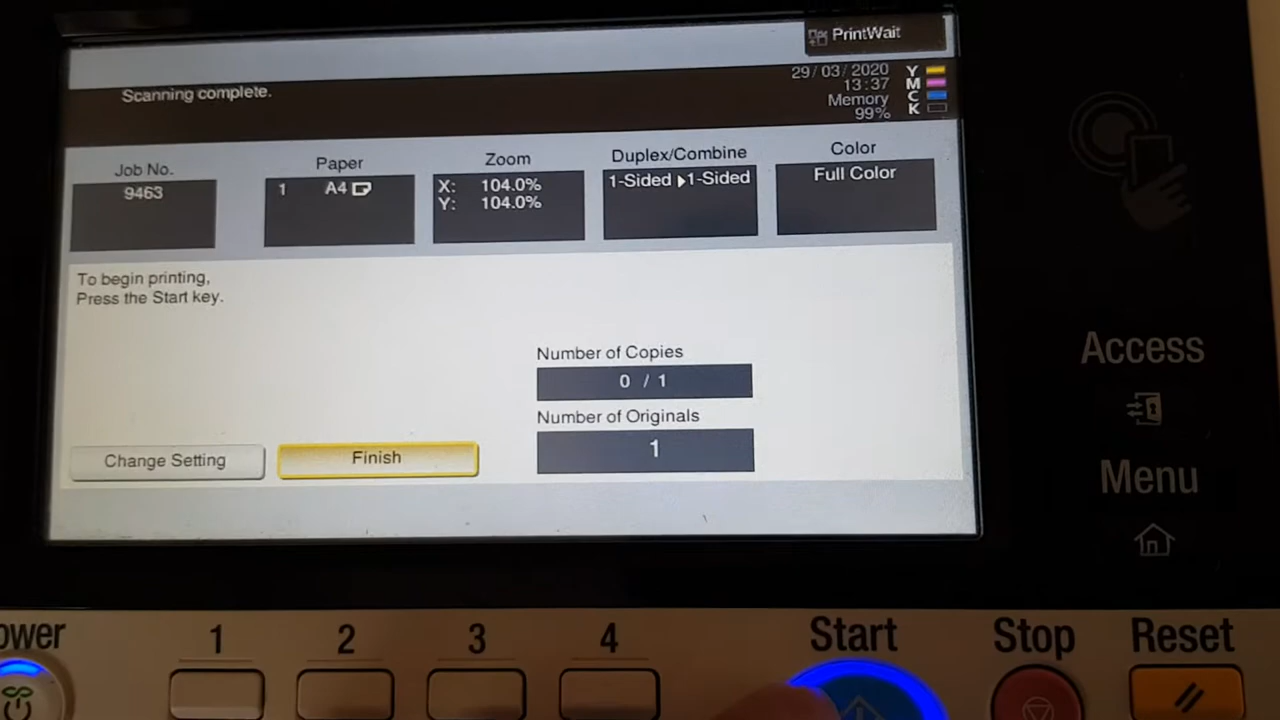 PrintWait
Scanning complete.
29/03/2020
13:37
Memory
99%
Y
M
C
K
Job No.
9463
Paper
1 A4
Zoom
X: 104.0%
Y: 104.0%
Duplex/Combine
1-Sided ▶1-Sided
Color
Full Color
To begin printing,
Press the Start key.
Number of Copies
0 / 1
Number of Originals
1
Change Setting
Finish
Access
Menu
ower
1
2
3
4
Start
Stop
Reset